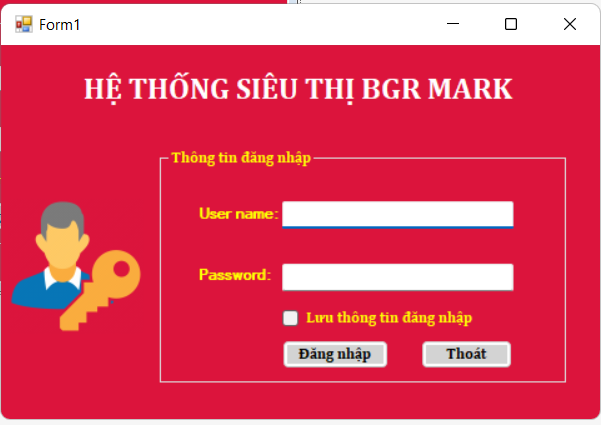 Form1
HỆ THỐNG SIÊU THỊ BGR MARK
Thông tin đăng nhập
User name:
Password:
Lưu thông tin đăng nhập
Đăng nhập Thoát